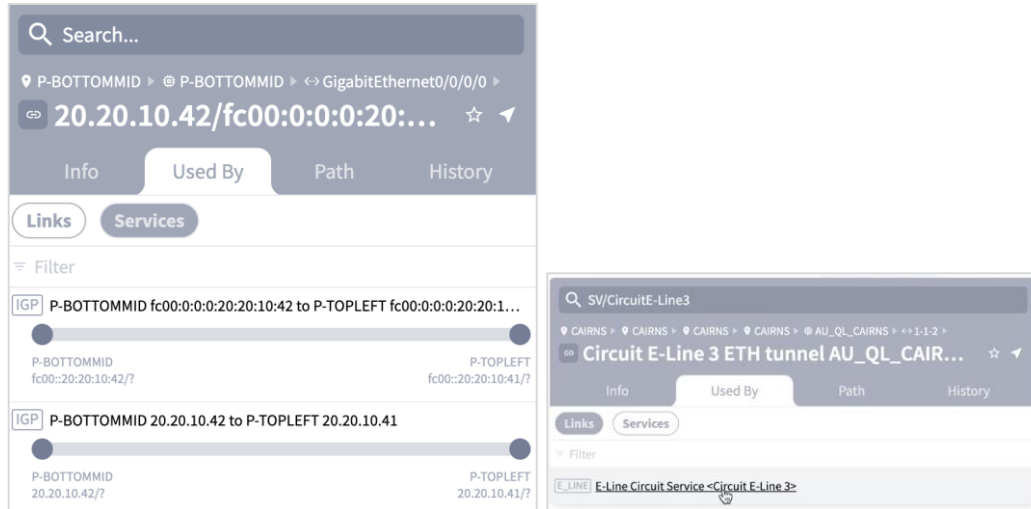 Search...
P-BOTTOMMID P-BOTTOMMID GigabitEthernet0/0/0/0
20.20.10.42/fc00:0:0:0:20:...
Info Used By Path History
Links Services
Filter
IGP P-BOTTOMMID fc00:0:0:0:20:20:10:42 to P-TOPLEFT fc00:0:0:0:20:20:1...
P-BOTTOMMID P-TOPLEFT
fc00::20:20:10:42/? fc00::20:20:10:41/?
IGP P-BOTTOMMID 20.20.10.42 to P-TOPLEFT 20.20.10.41
P-BOTTOMMID P-TOPLEFT
20.20.10.42/? 20.20.10.41/?
SV/CircuitE-Line3
CAIRNS CAIRNS CAIRNS CAIRNS AU_QL_CAIRNS 1-1-2
Circuit E-Line 3 ETH tunnel AU_QL_CAIR...
Info Used By Path History
Links Services
Filter
E_LINE E-Line Circuit Service <Circuit E-Line 3>